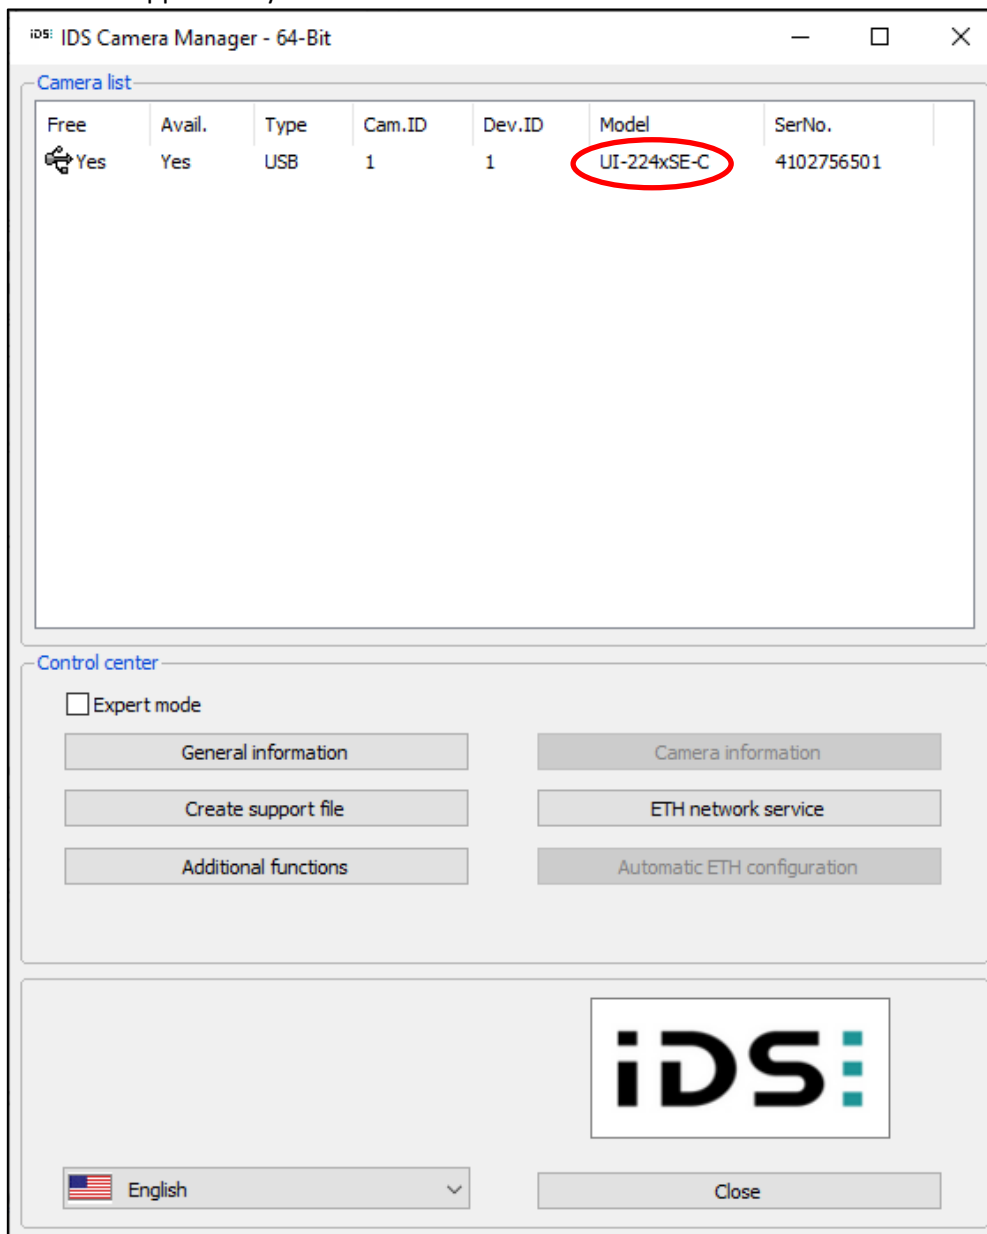 iDS: IDS Camera Manager - 64-Bit
Camera list
Free Avail. Type Cam.ID Dev.ID Model SerNo.
Yes Yes USB 1 1 UI-224xSE-C 4102756501
Control center
Expert mode
General information Camera information
Create support file ETH network service
Additional functions Automatic ETH configuration
iDS:
English Close